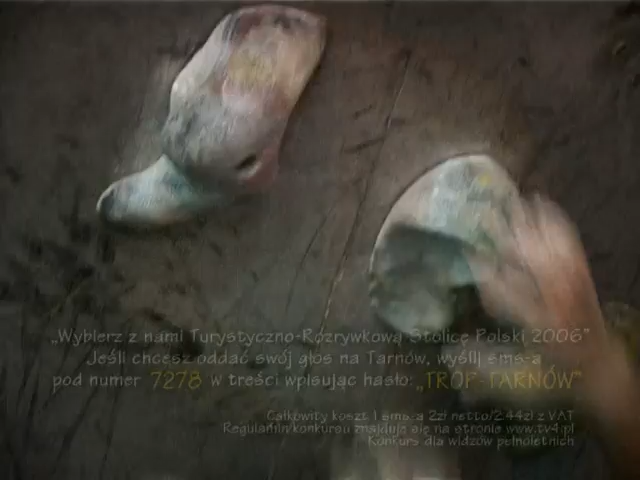 „Wybierz z nami Turystyczno-Rozrywkową Stolicę Polski 2006”
Jeśli chcesz oddać swój głos na Tarnów, wyślij sms-a
pod numer 7278 w treści wpisując hasło: „TROP-TARNÓW”
Całkowity koszt 1 sms-a 2zł netto/2.44zł z VAT
Regulamin konkursu znajduje się na stronie www.tv4.pl
Konkurs dla widzów pełnoletnich